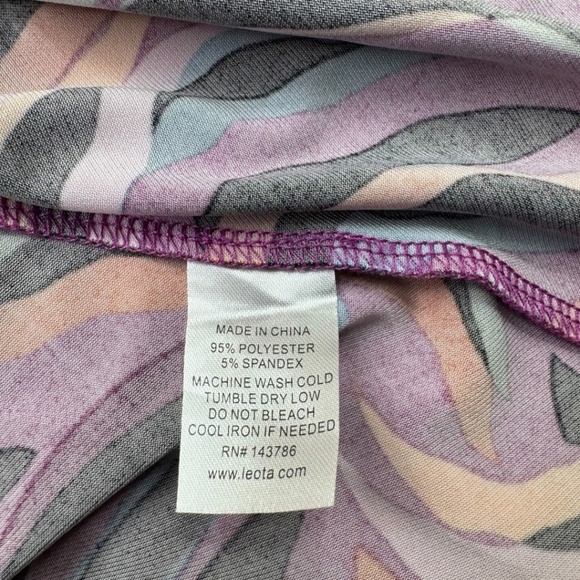 MADE IN CHINA
95% POLYESTER
5% SPANDEX
MACHINE WASH COLD
TUMBLE DRY LOW
DO NOT BLEACH
COOL IRON IF NEEDED
RN# 143786
www.leota.com